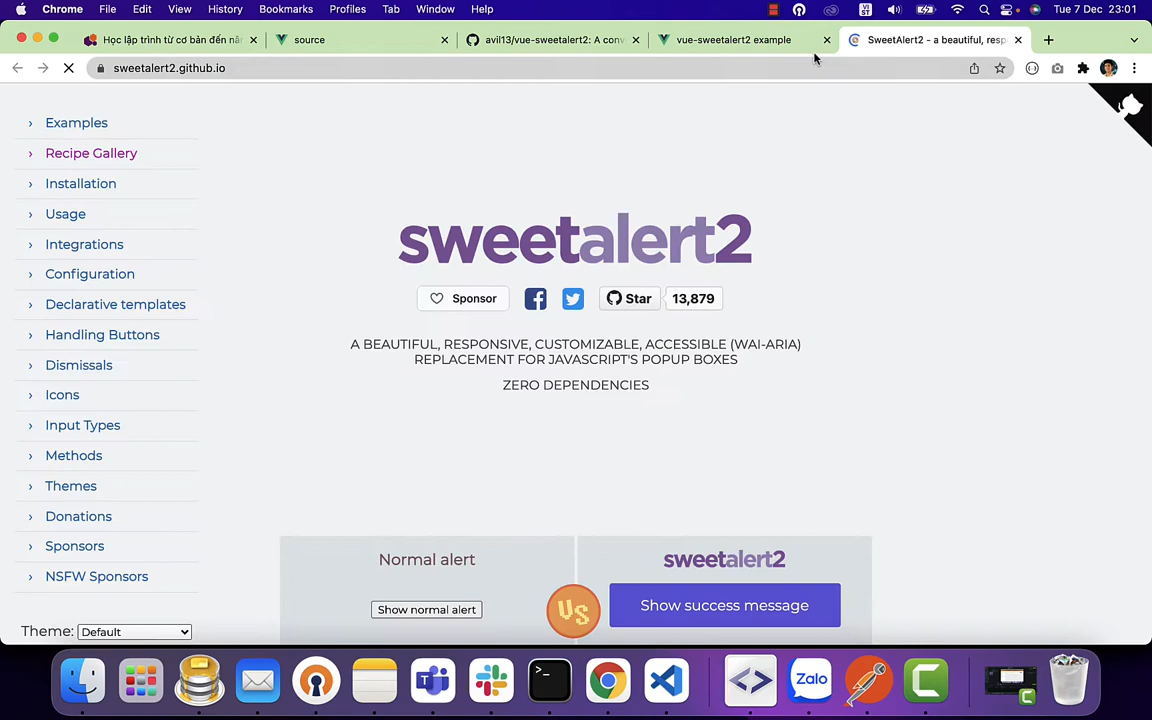 Chrome File Edit View History Bookmarks Profiles Tab Window Help Tue 7 Dec 23:01
Học lập trình từ cơ bản đến nân
source
avil13/vue-sweetalert2: A conv
vue-sweetalert2 example
SweetAlert2 - a beautiful, resp
sweetalert2.github.io
Examples
Recipe Gallery
Installation
Usage
Integrations
Configuration
Declarative templates
Handling Buttons
Dismissals
Icons
Input Types
Methods
Themes
Donations
Sponsors
NSFW Sponsors
Theme: Default
sweetalert2
Sponsor
Star 13,879
A BEAUTIFUL, RESPONSIVE, CUSTOMIZABLE, ACCESSIBLE (WAI-ARIA)
REPLACEMENT FOR JAVASCRIPT'S POPUP BOXES
ZERO DEPENDENCIES
Normal alert
Show normal alert
VS
sweetalert2
Show success message
Zalo